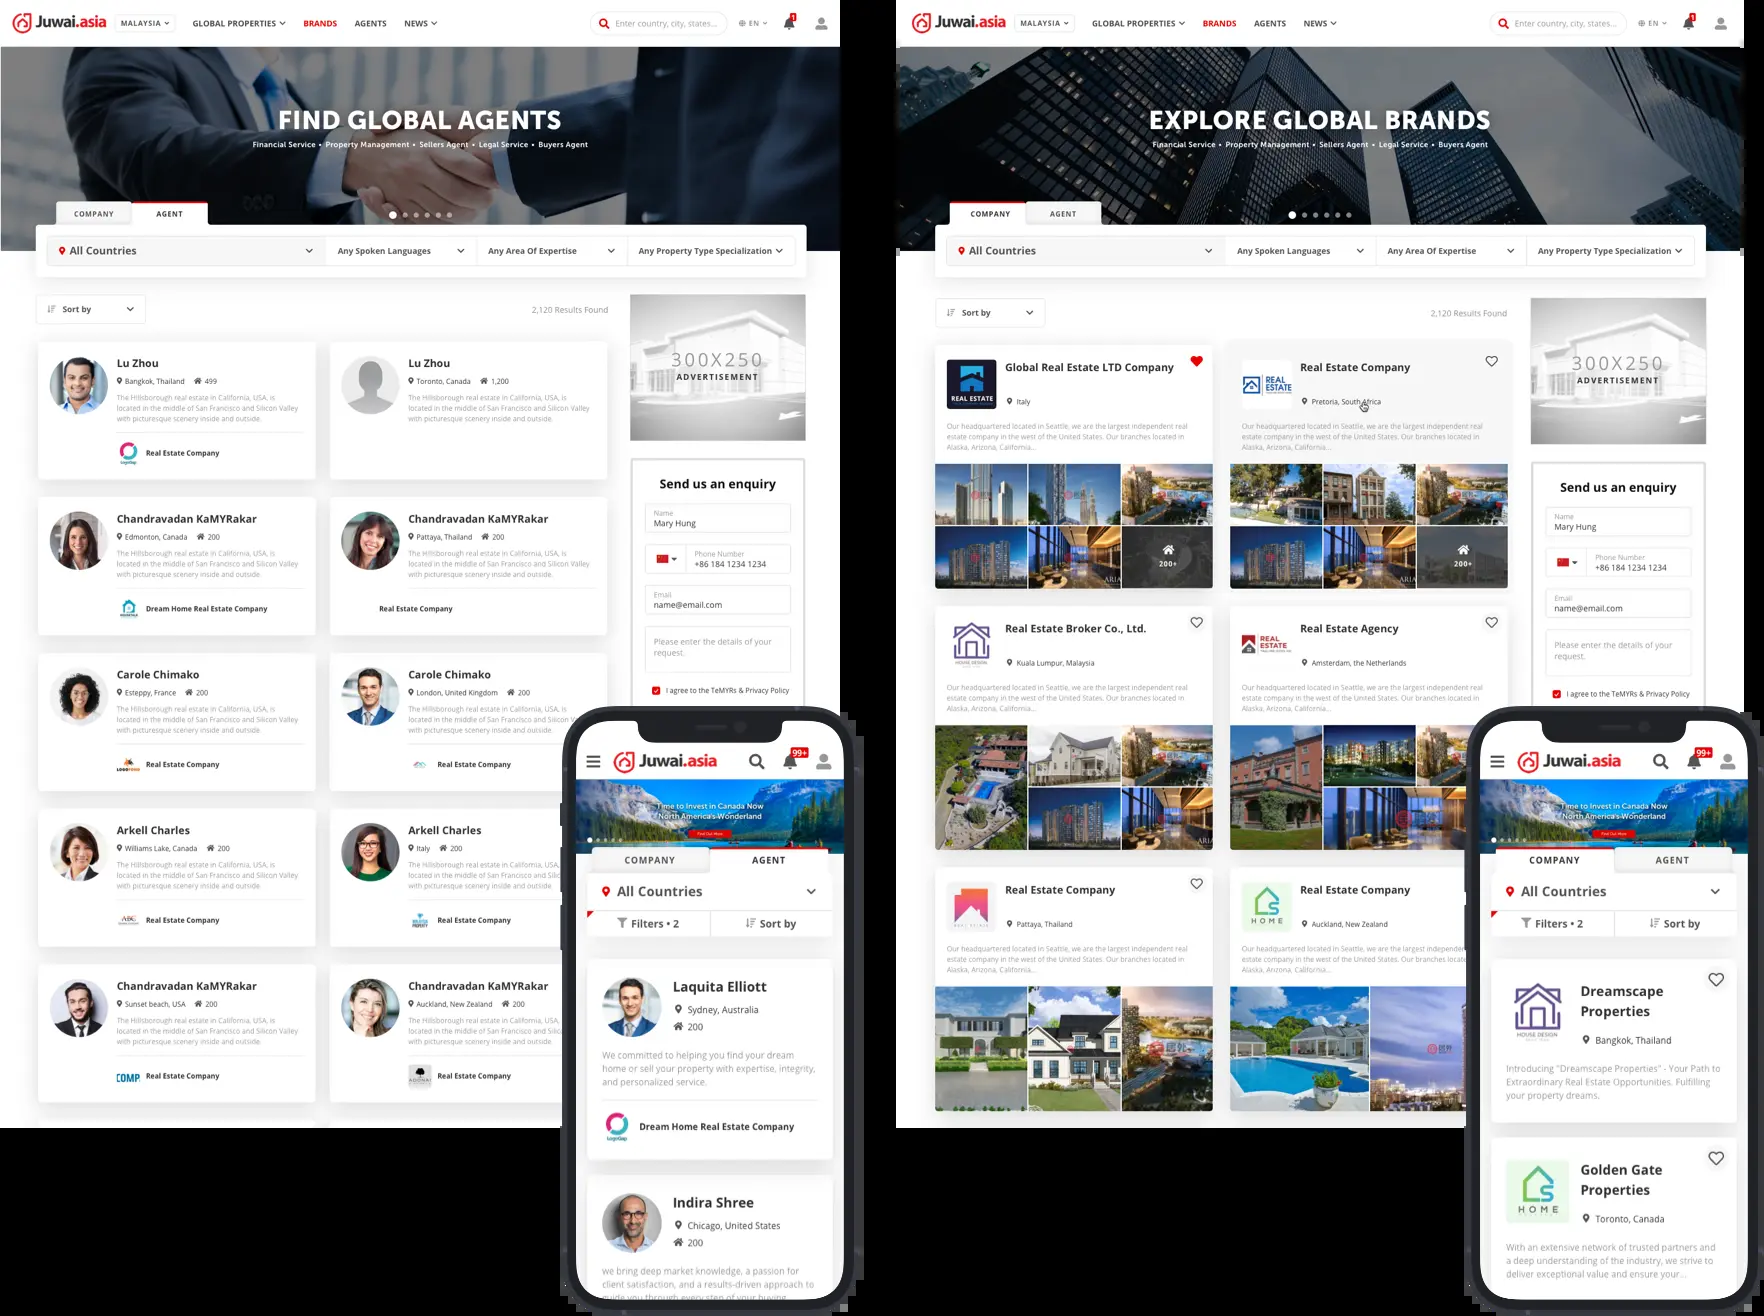 Juwai.asia
MALAYSIA
GLOBAL PROPERTIES
BRANDS
AGENTS
NEWS
Enter country, city, states...
EN
1
FIND GLOBAL AGENTS
Financial Service • Property Management • Sellers Agent • Legal Service • Buyers Agent
COMPANY
AGENT
All Countries
Any Spoken Languages
Any Area Of Expertise
Any Property Type Specialization
Sort by
2,120 Results Found
Lu Zhou
Bangkok, Thailand 499
The Hillsborough real estate in California, USA, is
located in the middle of San Francisco and Silicon Valley
with picturesque scenery inside and outside.
LogoGap
Real Estate Company
Lu Zhou
Toronto, Canada 1,200
The Hillsborough real estate in California, USA, is
located in the middle of San Francisco and Silicon Valley
with picturesque scenery inside and outside.
Chandravadan KaMYRakar
Edmonton, Canada 200
The Hillsborough real estate in California, USA, is
located in the middle of San Francisco and Silicon Valley
with picturesque scenery inside and outside.
Dream Home Real Estate Company
Chandravadan KaMYRakar
Pattaya, Thailand 200
The Hillsborough real estate in California, USA, is
located in the middle of San Francisco and Silicon Valley
with picturesque scenery inside and outside.
Real Estate Company
Carole Chimako
Esteppy, France 200
The Hillsborough real estate in California, USA, is
located in the middle of San Francisco and Silicon Valley
with picturesque scenery inside and outside.
Real Estate Company
Carole Chimako
London, United Kingdom 200
The Hillsborough real estate in California, USA, is
located in the middle of San Francisco and Silicon V
with picturesque scenery inside and outside.
Real Estate Company
Arkell Charles
Williams Lake, Canada 200
The Hillsborough real estate in California, USA, is
located in the middle of San Francisco and Silicon Valley
with picturesque scenery inside and outside.
ABC
Real Estate Company
Arkell Charles
Italy 200
The Hillsborough real estate in California, USA, is
located in the middle of San Francisco and Silic
with picturesque scenery inside and outside.
Real Estate Company
Chandravadan KaMYRakar
Sunset beach, USA 200
The Hillsborough real estate in California, USA, is
located in the middle of San Francisco and Silicon Valley
with picturesque scenery inside and outside.
COMP
Real Estate Company
Chandravadan KaMYRakar
Auckland, New Zealand 200
The Hillsborough real estate in California, USA, is
located in the middle of San Francisco and Silic
with picturesque scenery inside and outside.
Real Estate Company
300X250
ADVERTISEMENT
Send us an enquiry
Name
Mary Hung
Phone Number
+86 184 1234 1234
Email
name@email.com
Please enter the details of your
request.
I agree to the TeMYRs & Privacy Policy
Juwai.asia
99+
Time to Invest in Canada Now
North America's Wonderland
Find Out More
COMPANY
AGENT
All Countries
Filters • 2
Sort by
Laquita Elliott
Sydney, Australia
200
We committed to helping you find your dream
home or sell your property with expertise, integrity,
and personalized service.
LogoGap
Dream Home Real Estate Company
Indira Shree
Chicago, United States
200
we bring deep market knowledge, a passion for
client satisfaction, and a results-driven approach to
guide you through every step of your buying
Juwai.asia
MALAYSIA
GLOBAL PROPERTIES
BRANDS
AGENTS
NEWS
Enter country, city, states...
EN
1
EXPLORE GLOBAL BRANDS
Financial Service • Property Management • Sellers Agent • Legal Service • Buyers Agent
COMPANY
AGENT
All Countries
Any Spoken Languages
Any Area Of Expertise
Any Property Type Specialization
Sort by
2,120 Results Found
REAL ESTATE
Global Real Estate LTD Company
Italy
Our headquartered located in Seattle, we are the largest independent real
estate company in the west of the United States. Our branches located in
Alaska, Arizona, California...
ARIA
200+
REAL
ESTATE
Real Estate Company
Pretoria, South Africa
Our headquartered located in Seattle, we are the largest independent real
estate company in the west of the United States. Our branches located in
Alaska, Arizona, California...
ARIA
200+
HOUSE DESIGN
Real Estate Broker Co., Ltd.
Kuala Lumpur, Malaysia
Our headquartered located in Seattle, we are the largest independent real
estate company in the west of the United States. Our branches located in
Alaska, Arizona, California...
ARIA
REAL
ESTATE
Real Estate Agency
Amsterdam, the Netherlands
Our headquartered located in Seattle, we are the largest independent real
estate company in the west of the United States. Our branches located in
Alaska, Arizona, California...
Real Estate Company
Pattaya, Thailand
Our headquartered located in Seattle, we are the largest independent real
estate company in the west of the United States. Our branches located in
Alaska, Arizona, California...
居外
HOME
Real Estate Company
Auckland, New Zealand
Our headquartered located in Seattle, we are the largest independent
estate company in the west of the United States. Our branches locate
Alaska, Arizona, California...
居外
300X250
ADVERTISEMENT
Send us an enquiry
Name
Mary Hung
Phone Number
+86 184 1234 1234
Email
name@email.com
Please enter the details of your
request.
I agree to the TeMYRs & Privacy Policy
Juwai.asia
99+
Time to Invest in Canada Now
North America's Wonderland
Find Out More
COMPANY
AGENT
All Countries
Filters • 2
Sort by
HOUSE DESIGN
Dreamscape
Properties
Bangkok, Thailand
Introducing "Dreamscape Properties" - Your Path to
Extraordinary Real Estate Opportunities. Fulfilling
your property dreams.
HOME
Golden Gate
Properties
Toronto, Canada
With an extensive network of trusted partners and
a deep understanding of the industry, we strive to
deliver exceptional value and ensure your...